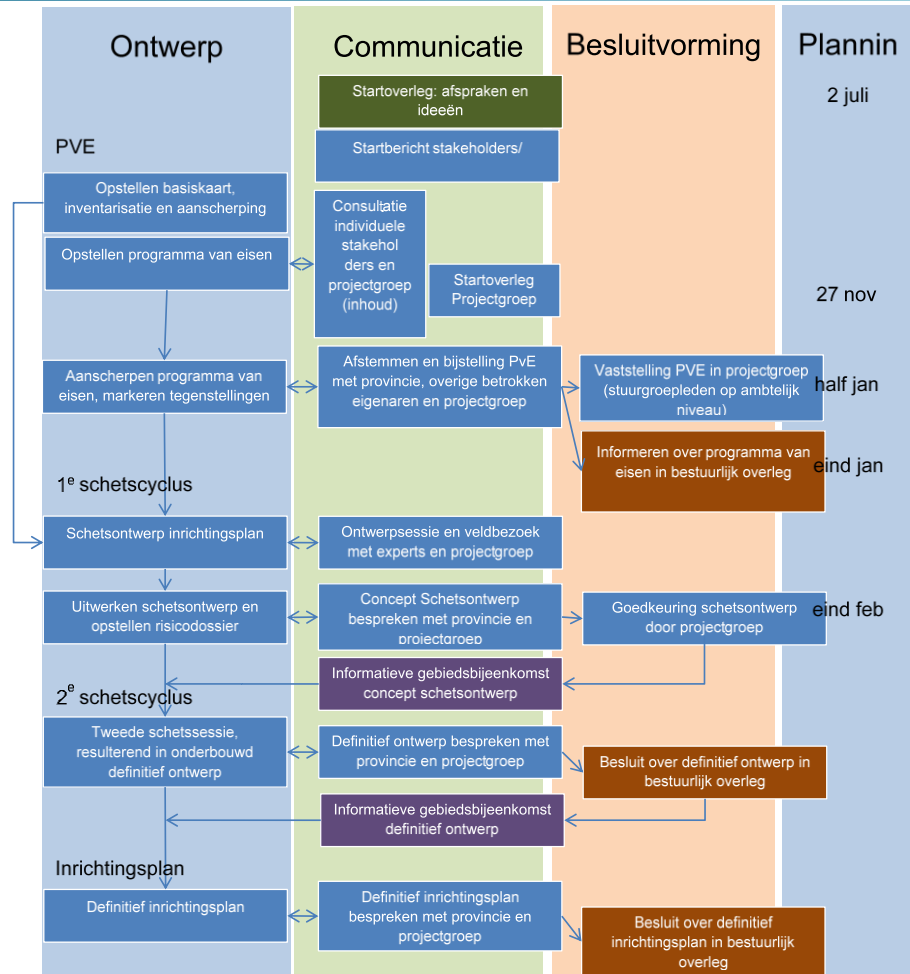 Ontwerp
Communicatie
Besluitvorming
Plannin
Startoverleg: afspraken en
ideeën
2 juli
PVE
Startbericht stakeholders/
Opstellen basiskaart,
inventarisatie en aanscherping
Opstellen programma van eisen
Consultatie
individuele
stakehol
ders en
projectgroep
(inhoud)
Startoverleg
Projectgroep
27 nov
Aanscherpen programma van
eisen, markeren tegenstellingen
Afstemmen en bijstelling PvE
met provincie, overige betrokken
eigenaren en projectgroep
Vaststelling PVE in projectgroep
(stuurgroepleden op ambtelijk
niveau)
half jan
Informeren over programma van
eisen in bestuurlijk overleg
eind jan
1e schetscyclus
Schetsontwerp inrichtingsplan
Ontwerpsessie en veldbezoek
met experts en projectgroep
Uitwerken schetsontwerp en
opstellen risicodossier
Concept Schetsontwerp
bespreken met provincie en
projectgroep
Goedkeuring schetsontwerp
door projectgroep
eind feb
Informatieve gebiedsbijeenkomst
concept schetsontwerp
2e schetscyclus
Tweede schetssessie,
resulterend in onderbouwd
definitief ontwerp
Definitief ontwerp bespreken met
provincie en projectgroep
Besluit over definitief ontwerp in
bestuurlijk overleg
Informatieve gebiedsbijeenkomst
definitief ontwerp
Inrichtingsplan
Definitief inrichtingsplan
Definitief inrichtingsplan
bespreken met provincie en
projectgroep
Besluit over definitief
inrichtingsplan in bestuurlijk
overleg